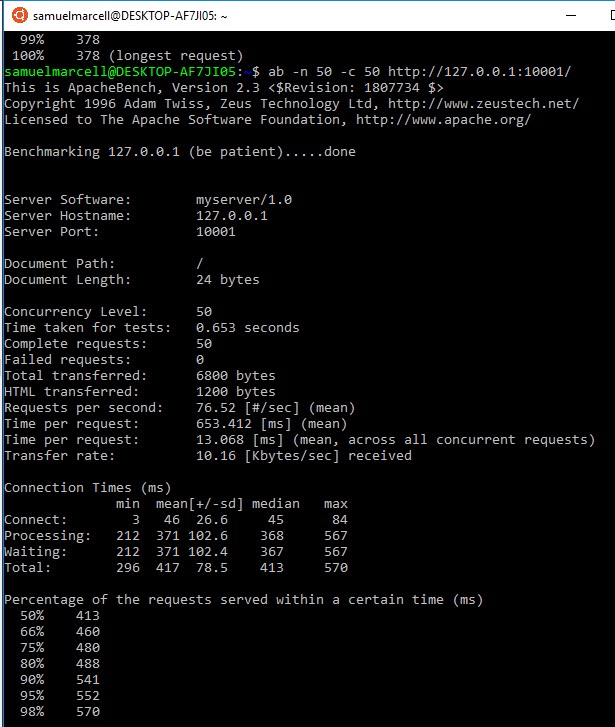 samuelmarcell@DESKTOP-AF7JI05: ~
99% 378
100% 378 (longest request)
samuelmarcell@DESKTOP-AF7JI05:~$ ab -n 50 -c 50 http://127.0.0.1:10001/
This is ApacheBench, Version 2.3 <$Revision: 1807734 $>
Copyright 1996 Adam Twiss, Zeus Technology Ltd, http://www.zeustech.net/
Licensed to The Apache Software Foundation, http://www.apache.org/
Benchmarking 127.0.0.1 (be patient).....done
Server Software: myserver/1.0
Server Hostname: 127.0.0.1
Server Port: 10001
Document Path: /
Document Length: 24 bytes
Concurrency Level: 50
Time taken for tests: 0.653 seconds
Complete requests: 50
Failed requests: 0
Total transferred: 6800 bytes
HTML transferred: 1200 bytes
Requests per second: 76.52 [#/sec] (mean)
Time per request: 653.412 [ms] (mean)
Time per request: 13.068 [ms] (mean, across all concurrent requests)
Transfer rate: 10.16 [Kbytes/sec] received
Connection Times (ms)
min mean[+/-sd] median max
Connect: 3 46 26.6 45 84
Processing: 212 371 102.6 368 567
Waiting: 212 371 102.4 367 567
Total: 296 417 78.5 413 570
Percentage of the requests served within a certain time (ms)
50% 413
66% 460
75% 480
80% 488
90% 541
95% 552
98% 570